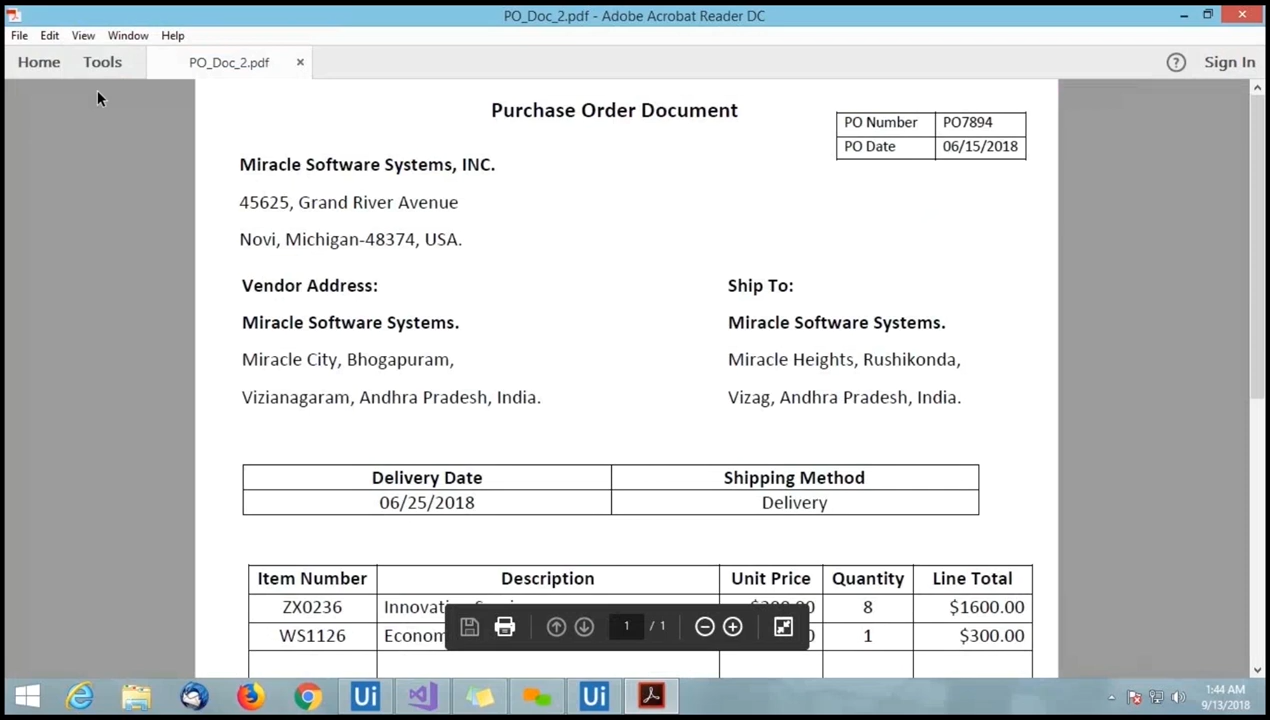 PO_Doc_2.pdf - Adobe Acrobat Reader DC
File Edit View Window Help
Home Tools PO_Doc_2.pdf × ? Sign In
Purchase Order Document
PO Number PO7894
PO Date 06/15/2018
Miracle Software Systems, INC.
45625, Grand River Avenue
Novi, Michigan-48374, USA.
Vendor Address: Ship To:
Miracle Software Systems. Miracle Software Systems.
Miracle City, Bhogapuram, Miracle Heights, Rushikonda,
Vizianagaram, Andhra Pradesh, India. Vizag, Andhra Pradesh, India.
Delivery Date Shipping Method
06/25/2018 Delivery
Item Number Description Unit Price Quantity Line Total
ZX0236 8 $1600.00
WS1126 1 $300.00
1 / 1
Ui Ui
1:44 AM
9/13/2018